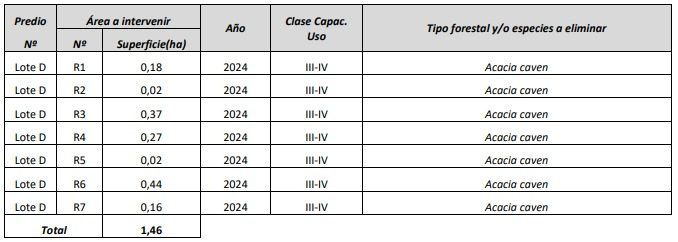 Predio Nº Área a intervenir Año Clase Capac. Uso Tipo forestal y/o especies a eliminar
Nº Superficie(ha)
Lote D R1 0,18 2024 III-IV Acacia caven
Lote D R2 0,02 2024 III-IV Acacia caven
Lote D R3 0,37 2024 III-IV Acacia caven
Lote D R4 0,27 2024 III-IV Acacia caven
Lote D R5 0,02 2024 III-IV Acacia caven
Lote D R6 0,44 2024 III-IV Acacia caven
Lote D R7 0,16 2024 III-IV Acacia caven
Total 1,46